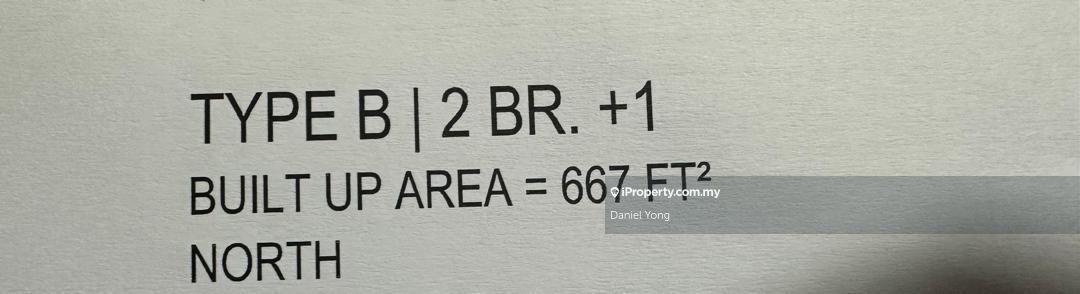 TYPE B | 2 BR. +1
BUILT UP AREA = 667 FT²
iProperty.com.my
Daniel Yong
NORTH